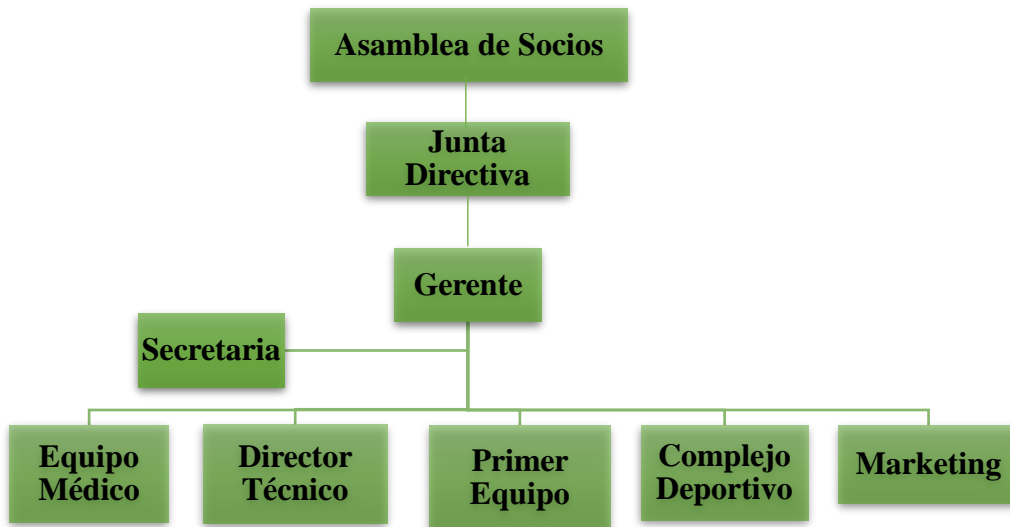 Asamblea de Socios
Junta
Directiva
Gerente
Secretaria
Equipo
Médico
Director
Técnico
Primer
Equipo
Complejo
Deportivo
Marketing